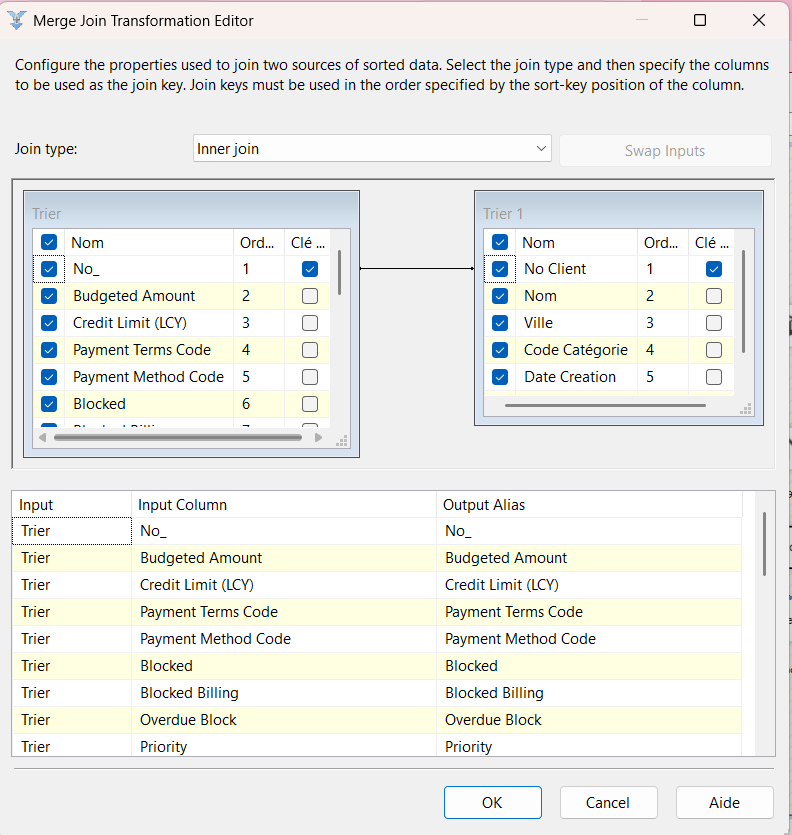 Merge Join Transformation Editor
Configure the properties used to join two sources of sorted data. Select the join type and then specify the columns
to be used as the join key. Join keys must be used in the order specified by the sort-key position of the column.
Join type: Inner join Swap Inputs
Trier
Nom Ord... Clé ...
No_ 1
Budgeted Amount 2
Credit Limit (LCY) 3
Payment Terms Code 4
Payment Method Code 5
Blocked 6
Trier 1
Nom Ord... Clé ...
No Client 1
Nom 2
Ville 3
Code Catégorie 4
Date Creation 5
Input Input Column Output Alias
Trier No_ No_
Trier Budgeted Amount Budgeted Amount
Trier Credit Limit (LCY) Credit Limit (LCY)
Trier Payment Terms Code Payment Terms Code
Trier Payment Method Code Payment Method Code
Trier Blocked Blocked
Trier Blocked Billing Blocked Billing
Trier Overdue Block Overdue Block
Trier Priority Priority
OK Cancel Aide